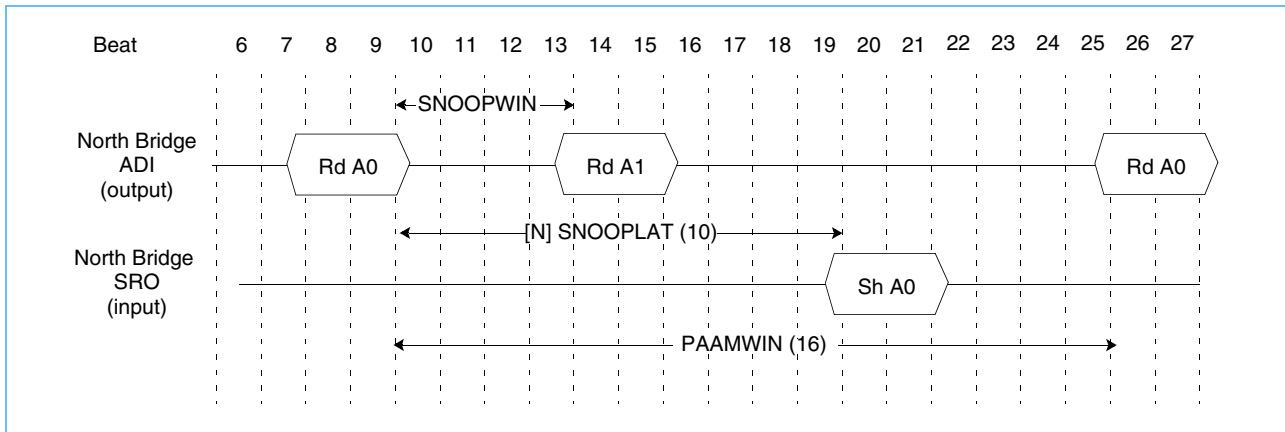 Beat 6 7 8 9 10 11 12 13 14 15 16 17 18 19 20 21 22 23 24 25 26 27
SNOOPWIN
North Bridge
ADI
(output)
Rd A0 Rd A1 Rd A0
[N] SNOOPLAT (10)
North Bridge
SRO
(input)
Sh A0
PAAMWIN (16)